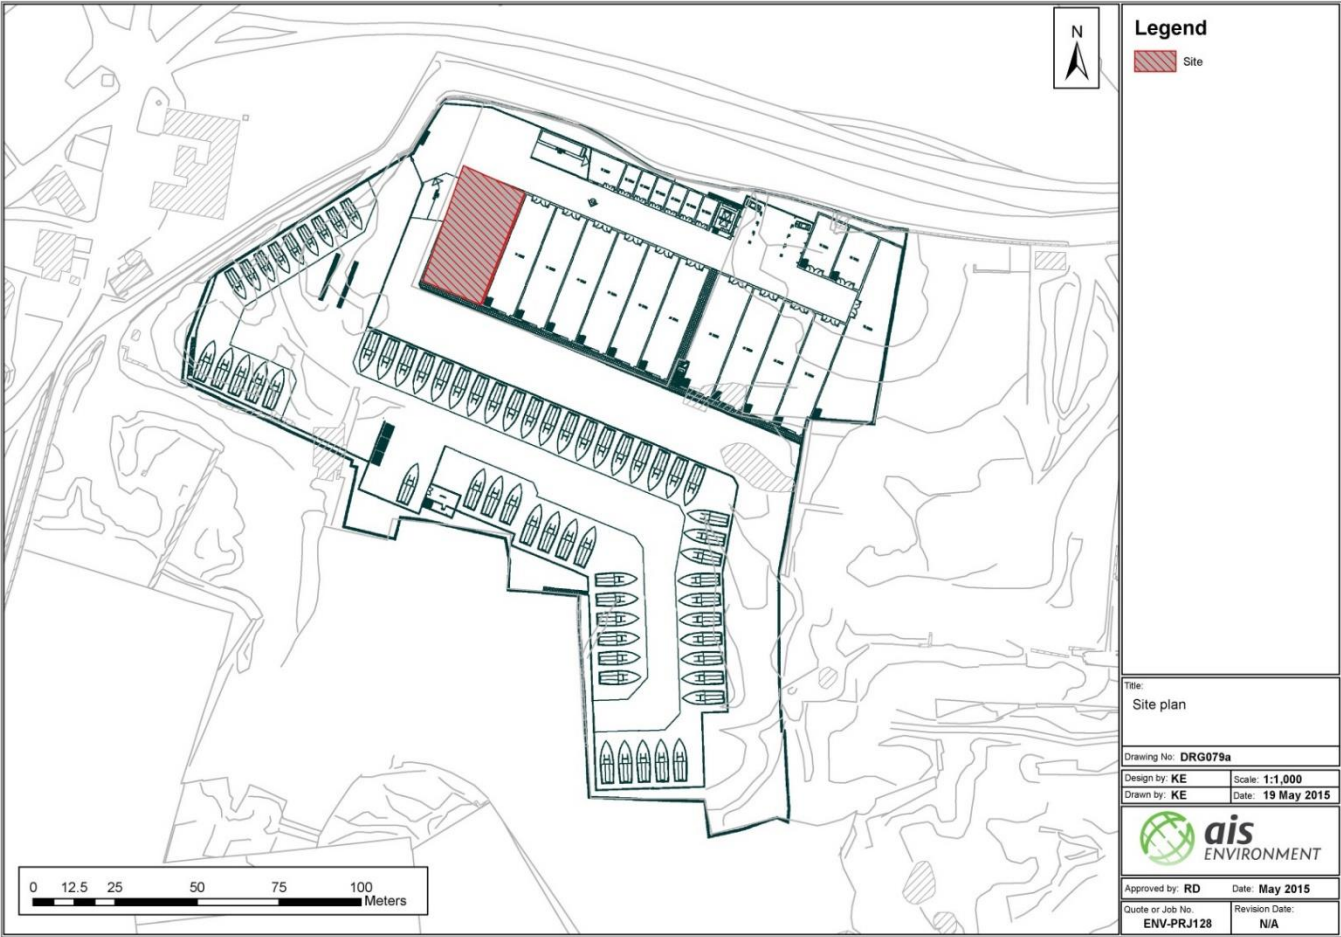 N
Legend
Site
Title:
Site plan
Drawing No: DRG079a
Design by: KE
Scale: 1:1,000
Drawn by: KE
Date: 19 May 2015
ais
ENVIRONMENT
Approved by: RD
Date: May 2015
Quote or Job No.
ENV-PRJ128
Revision Date:
N/A
0 12.5 25 50 75 100
Meters